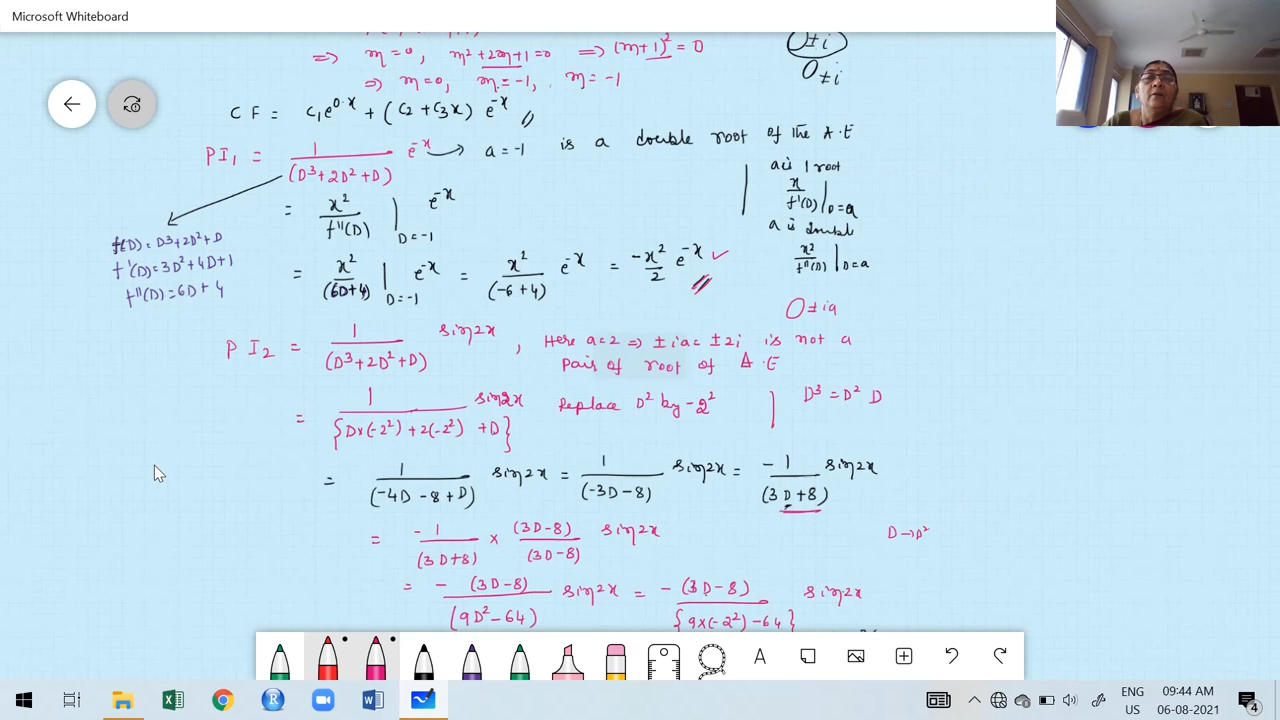 Microsoft Whiteboard
⇒ m = 0, m² + 2m + 1 = 0 ⇒ (m+1)² = 0
⇒ m = 0, m = -1, m = -1
0 ± i
0 ± i
CF = c₁e^{0·x} + (c₂ + c₃x) e^{-x} //
PI₁ = 1/(D³+2D²+D) e^{-x} → a = -1 is a double root of the A.E
= x²/f''(D) |_{D=-1} e^{-x}
a is 1 root
x/f'(D) |_{D=a}
a is double
x²/f''(D) |_{D=a}
f(D) = D³+2D²+D
f'(D) = 3D²+4D+1
f''(D) = 6D+4
= x²/(6D+4) |_{D=-1} e^{-x} = x²/(-6+4) e^{-x} = -x²/2 e^{-x} ✓
0 ± ia
PI₂ = 1/(D³+2D²+D) sin2x , Here a=2 ⇒ ± ia = ± 2i is not a
pair of root of A.E
= 1/{D×(-2²)+2(-2²)+D} sin2x Replace D² by -2² | D³ = D² D
= 1/(-4D-8+D) sin2x = 1/(-3D-8) sin2x = -1/(3D+8) sin2x
= -1/(3D+8) × (3D-8)/(3D-8) sin2x D→D²
= -(3D-8)/(9D²-64) sin2x = -(3D-8)/{9×(-2²)-64} sin2x
A
ENG
US
09:44 AM
06-08-2021
4